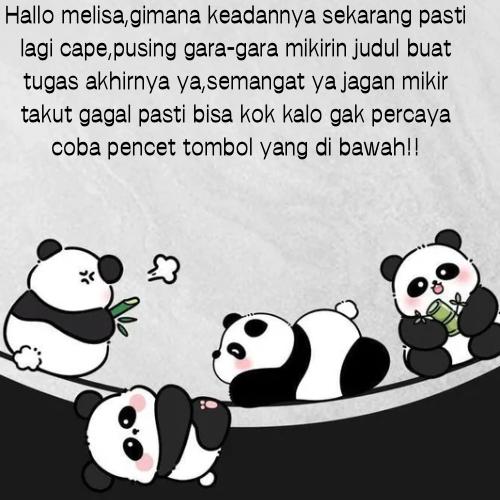 Hallo melisa,gimana keadannya sekarang pasti
lagi cape,pusing gara-gara mikirin judul buat
tugas akhirnya ya,semangat ya jagan mikir
takut gagal pasti bisa kok kalo gak percaya
coba pencet tombol yang di bawah!!